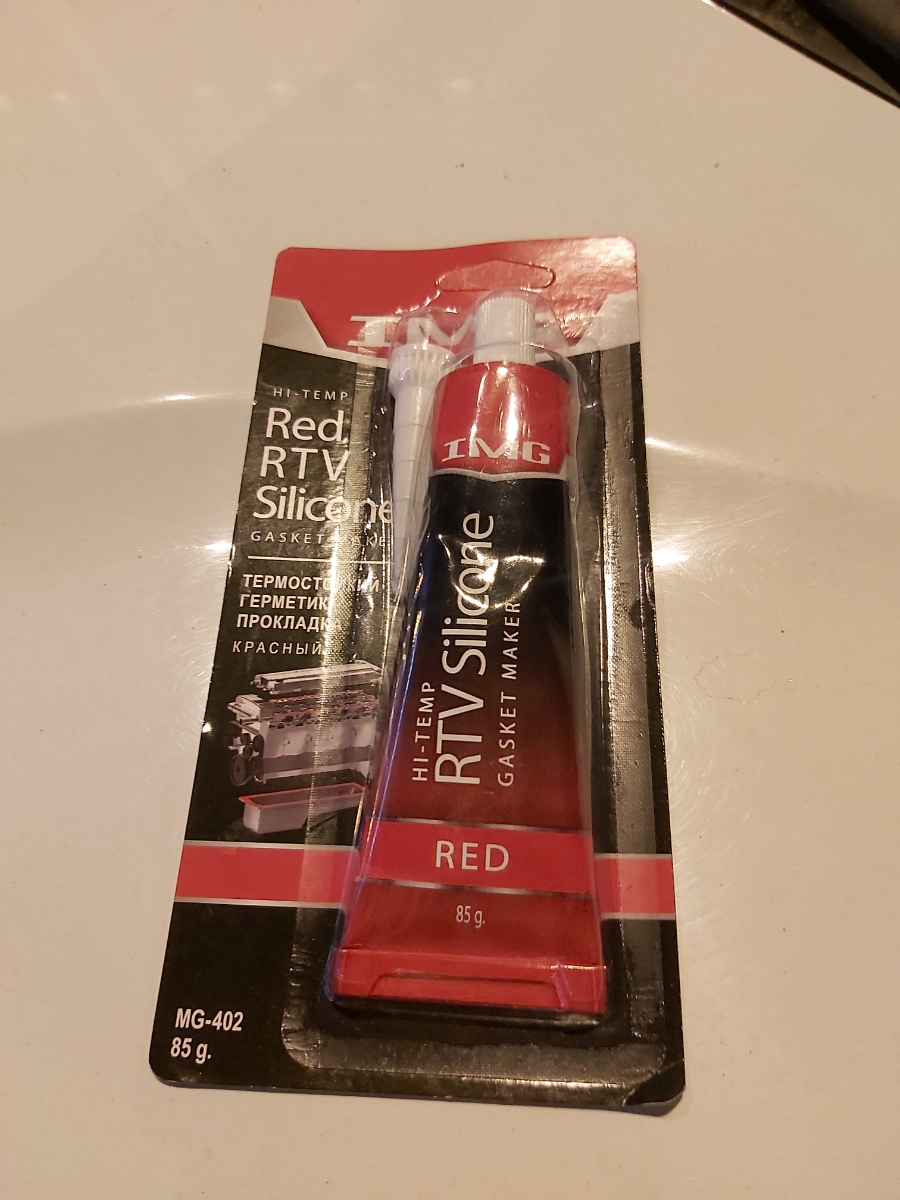 IMG
HI-TEMP
Red
RTV
Silicone
GASKET MAKER
ТЕРМОСТОЙКИЙ
ГЕРМЕТИК
ПРОКЛАДК
КРАСНЫЙ
MG-402
85 g.
IMG
HI-TEMP
RTV Silicone
GASKET MAKER
RED
85 g.